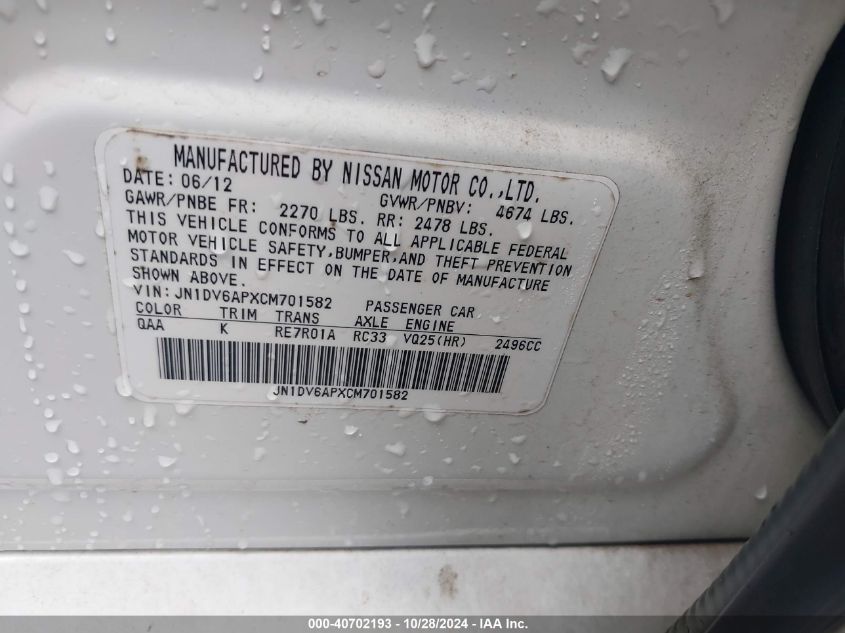 MANUFACTURED BY NISSAN MOTOR CO.,LTD.
DATE: 06/12 GVWR/PNBV: 4674 LBS.
GAWR/PNBE FR: 2270 LBS. RR: 2478 LBS.
THIS VEHICLE CONFORMS TO ALL APPLICABLE FEDERAL
MOTOR VEHICLE SAFETY,BUMPER,AND THEFT PREVENTION
STANDARDS IN EFFECT ON THE DATE OF MANUFACTURE
SHOWN ABOVE.
VIN: JN1DV6APXCM701582 PASSENGER CAR
COLOR TRIM TRANS AXLE ENGINE
QAA K RE7R01A RC33 VQ25(HR) 2496CC
JN1DV6APXCM701582
000-40702193 - 10/28/2024 - IAA Inc.